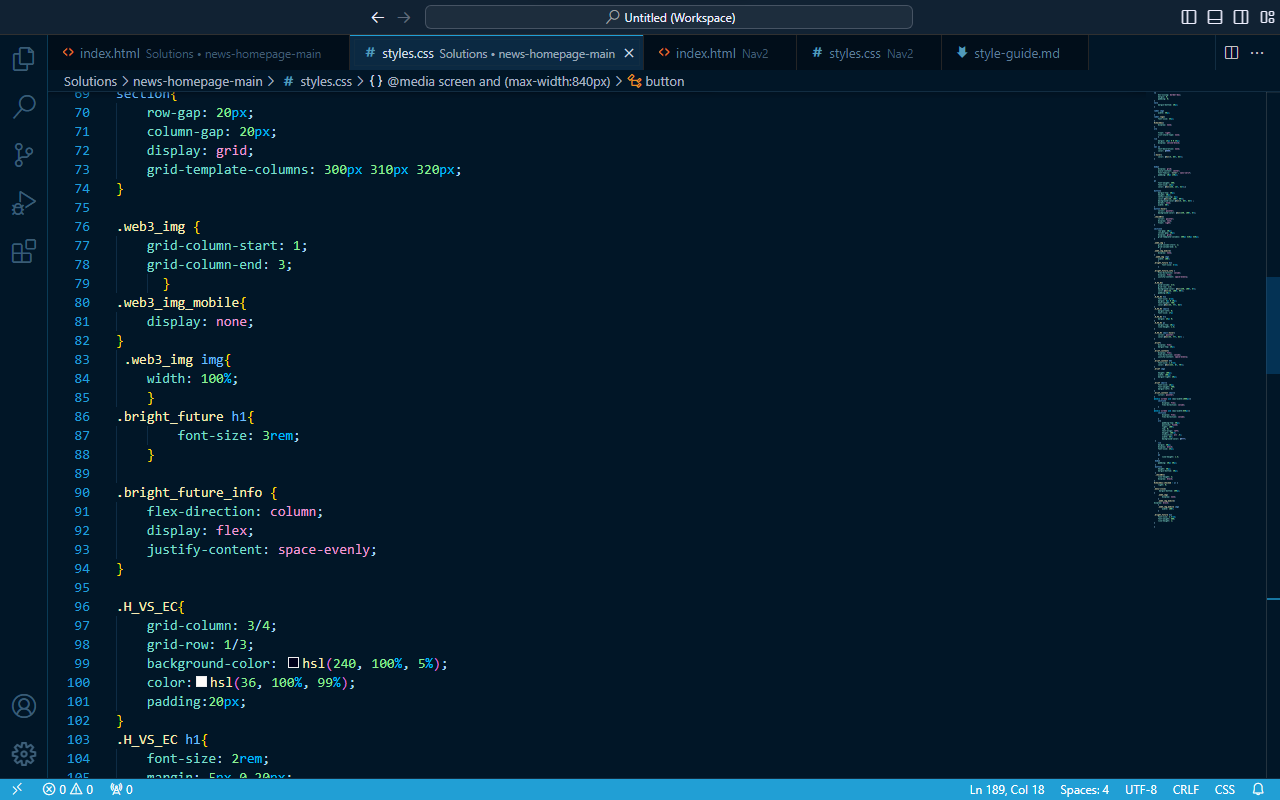 Untitled (Workspace)
index.html Solutions • news-homepage-main
styles.css Solutions • news-homepage-main
index.html Nav2
styles.css Nav2
style-guide.md
Solutions > news-homepage-main > # styles.css > {} @media screen and (max-width:840px) > button
69 section{
70 row-gap: 20px;
71 column-gap: 20px;
72 display: grid;
73 grid-template-columns: 300px 310px 320px;
74 }
75
76 .web3_img {
77 grid-column-start: 1;
78 grid-column-end: 3;
79 }
80 .web3_img_mobile{
81 display: none;
82 }
83 .web3_img img{
84 width: 100%;
85 }
86 .bright_future h1{
87 font-size: 3rem;
88 }
89
90 .bright_future_info {
91 flex-direction: column;
92 display: flex;
93 justify-content: space-evenly;
94 }
95
96 .H_VS_EC{
97 grid-column: 3/4;
98 grid-row: 1/3;
99 background-color: hsl(240, 100%, 5%);
100 color: hsl(36, 100%, 99%);
101 padding:20px;
102 }
103 .H_VS_EC h1{
104 font-size: 2rem;
105 margin: 5px 0 20px;
0 0 0
Ln 189, Col 18
Spaces: 4
UTF-8
CRLF
CSS